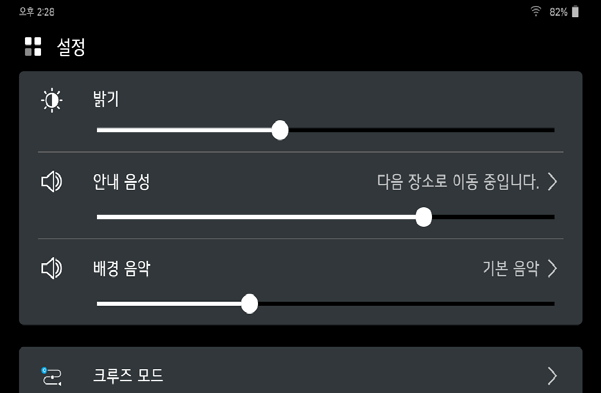 오후 2:28
82%
설정
밝기
안내 음성 다음 장소로 이동 중입니다.
배경 음악 기본 음악
크루즈 모드